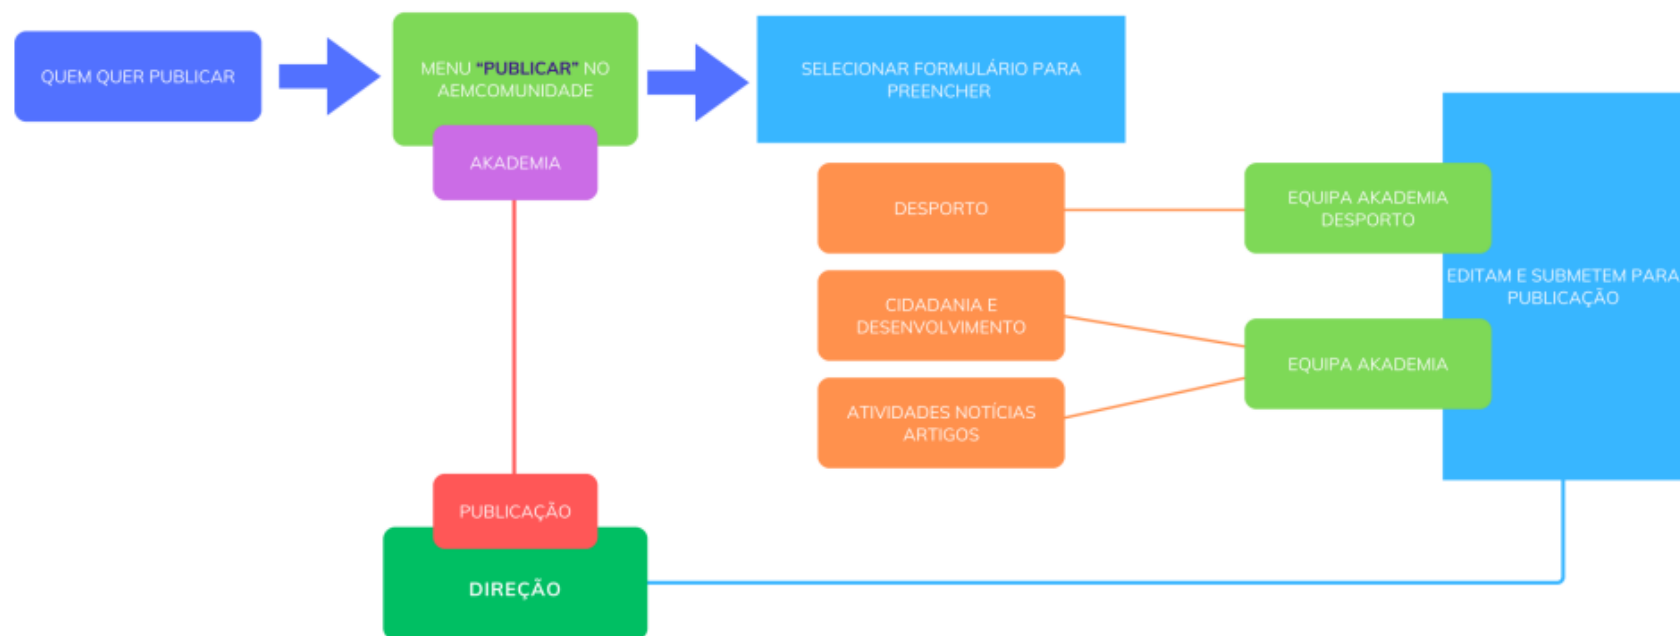 QUEM QUER PUBLICAR
MENU “PUBLICAR” NO
AEMCOMUNIDADE
SELECIONAR FORMULÁRIO PARA
PREENCHER
AKADEMIA
DESPORTO
EQUIPA AKADEMIA
DESPORTO
CIDADANIA E
DESENVOLVIMENTO
EDITAM E SUBMETEM PARA
PUBLICAÇÃO
EQUIPA AKADEMIA
ATIVIDADES NOTÍCIAS
ARTIGOS
PUBLICAÇÃO
DIREÇÃO